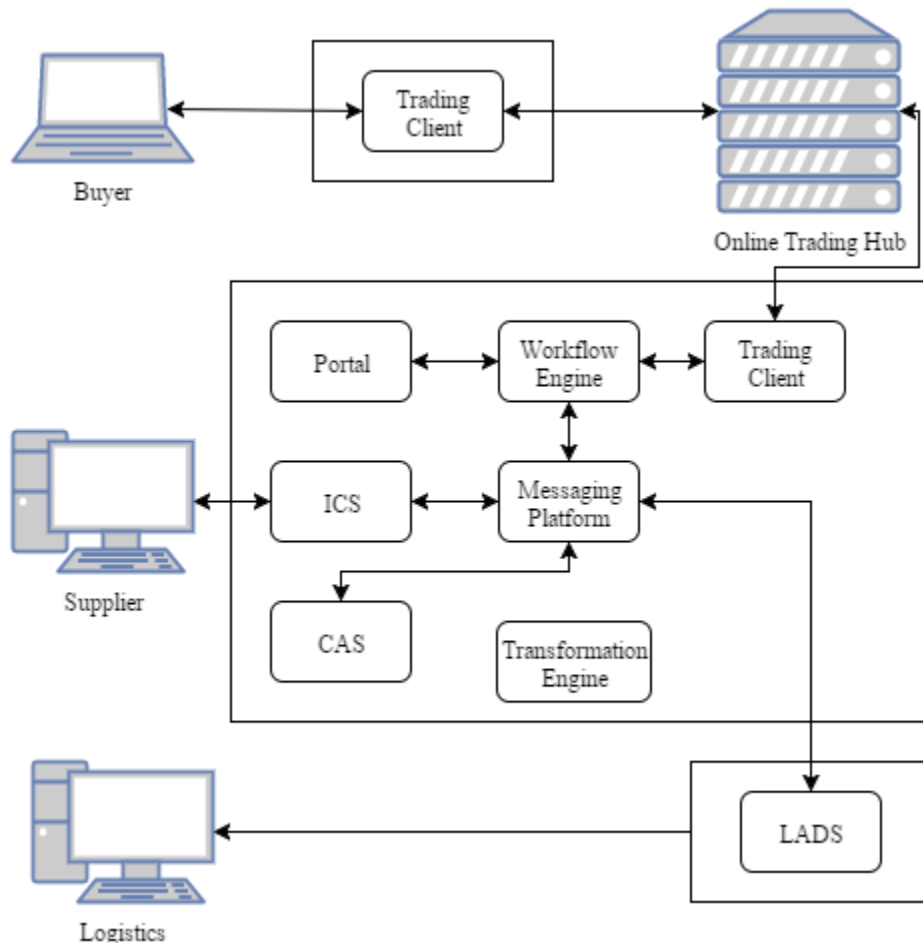 Trading
Client
Buyer
Online Trading Hub
Portal
Workflow
Engine
Trading
Client
ICS
Messaging
Platform
Supplier
CAS
Transformation
Engine
LADS
Logistics